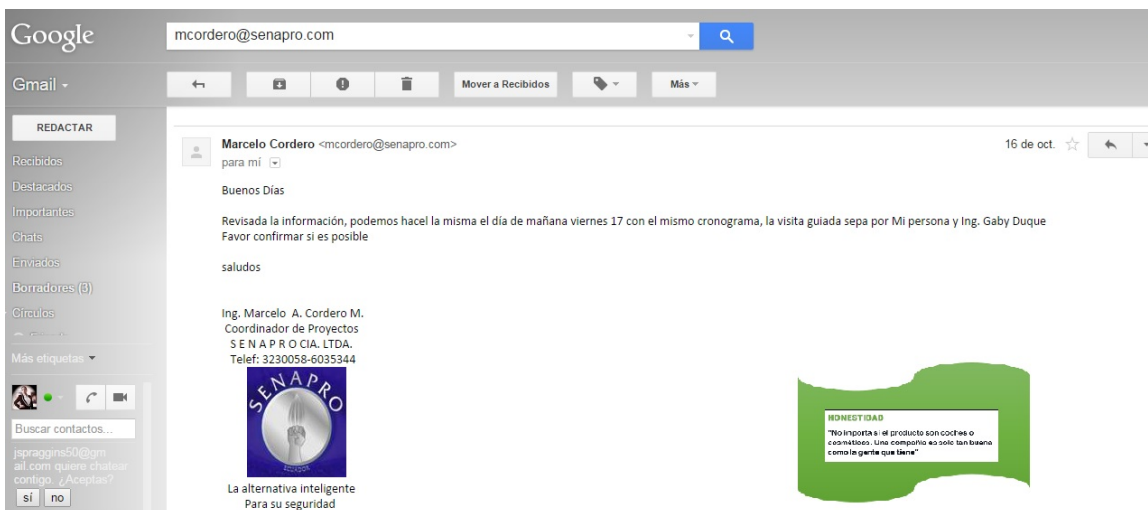 Google
mcordero@senapro.com
Gmail
Mover a Recibidos
Más
REDACTAR
Recibidos
Destacados
Importantes
Chats
Enviados
Borradores (3)
Círculos
Más etiquetas
Buscar contactos...
jspraggins50@gm
ail.com quiere chatear
contigo. ¿Aceptas?
sí no
Marcelo Cordero <mcordero@senapro.com>
16 de oct.
para mí
Buenos Días
Revisada la información, podemos hacel la misma el día de mañana viernes 17 con el mismo cronograma, la visita guiada sepa por Mi persona y Ing. Gaby Duque
Favor confirmar si es posible
saludos
Ing. Marcelo A. Cordero M.
Coordinador de Proyectos
S E N A P R O CIA. LTDA.
Telef: 3230058-6035344
SENAPRO
ECUADOR
La alternativa inteligente
Para su seguridad
HONESTIDAD
"No importa si el producto son coches o
cosméticos. Una compañía es solo tan buena
como la gente que tiene"